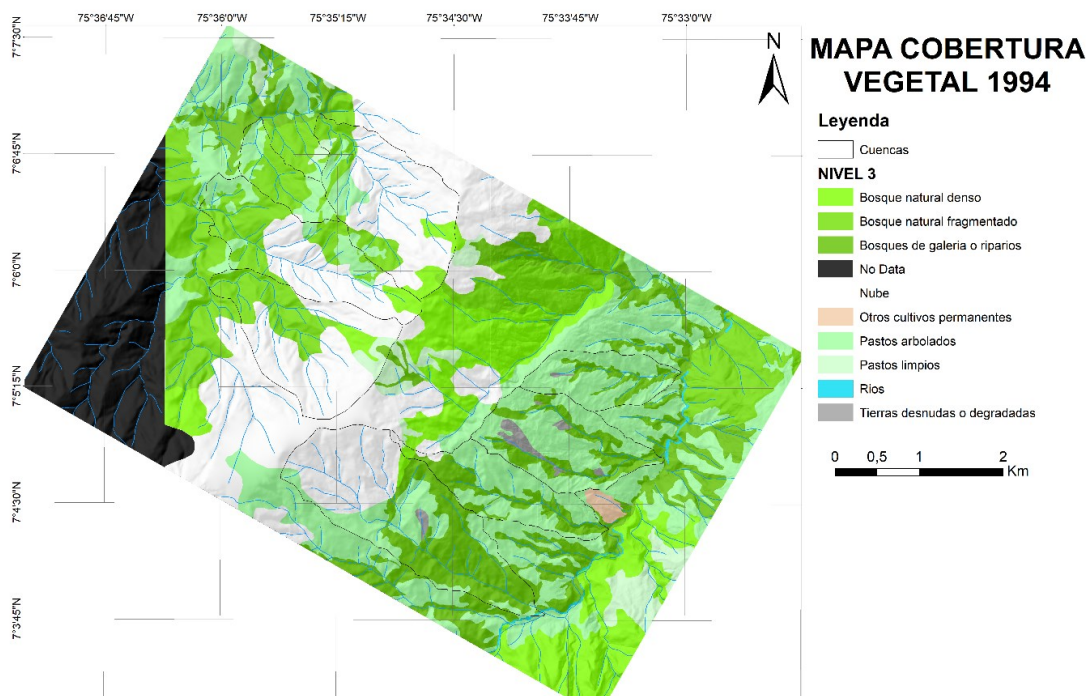 75°36'45"W
75°36'0"W
75°35'15"W
75°34'30"W
75°33'45"W
75°33'0"W
7°7'30"N
7°6'45"N
7°6'0"N
7°5'15"N
7°4'30"N
7°3'45"N
N
MAPA COBERTURA
VEGETAL 1994
Leyenda
Cuencas
NIVEL 3
Bosque natural denso
Bosque natural fragmentado
Bosques de galeria o riparios
No Data
Nube
Otros cultivos permanentes
Pastos arbolados
Pastos limpios
Rios
Tierras desnudas o degradadas
0 0,5 1 2
Km